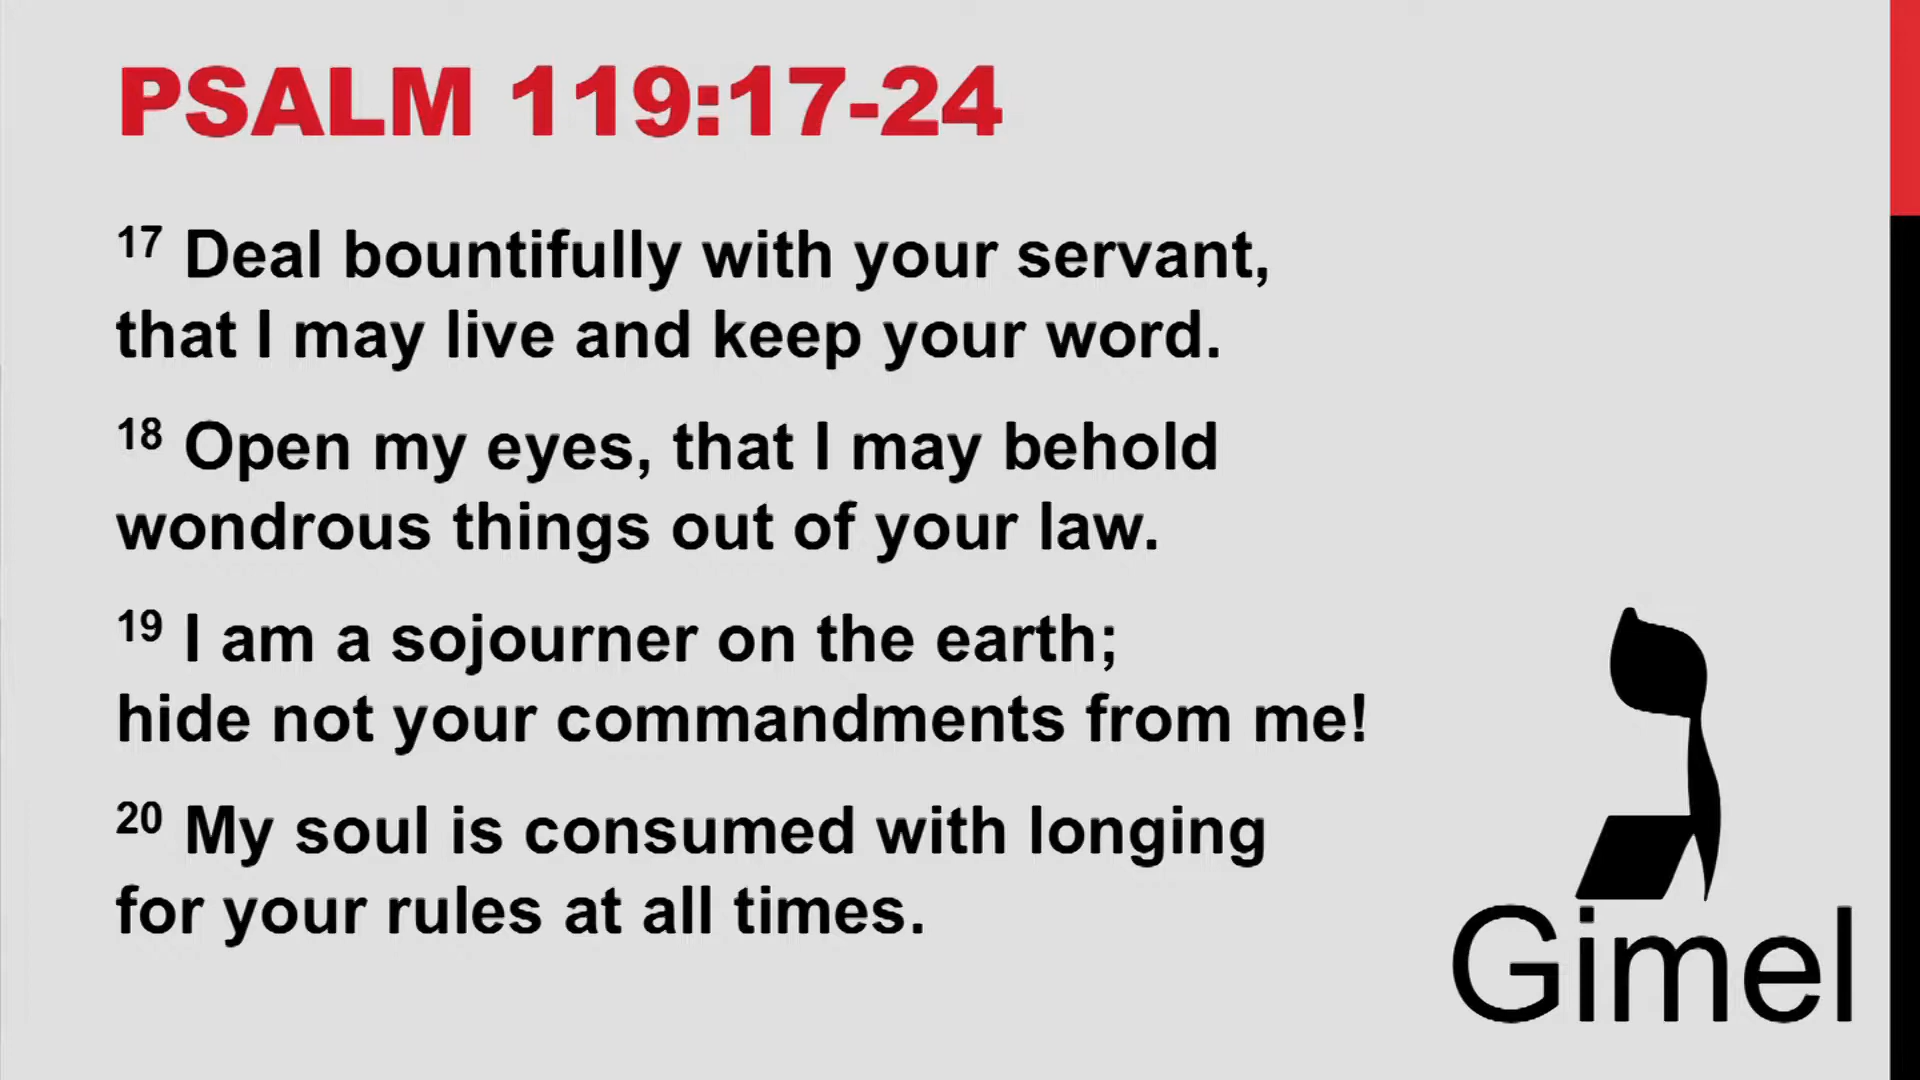 PSALM 119:17-24
17 Deal bountifully with your servant,
that I may live and keep your word.
18 Open my eyes, that I may behold
wondrous things out of your law.
19 I am a sojourner on the earth;
hide not your commandments from me!
20 My soul is consumed with longing
for your rules at all times.
ג
Gimel